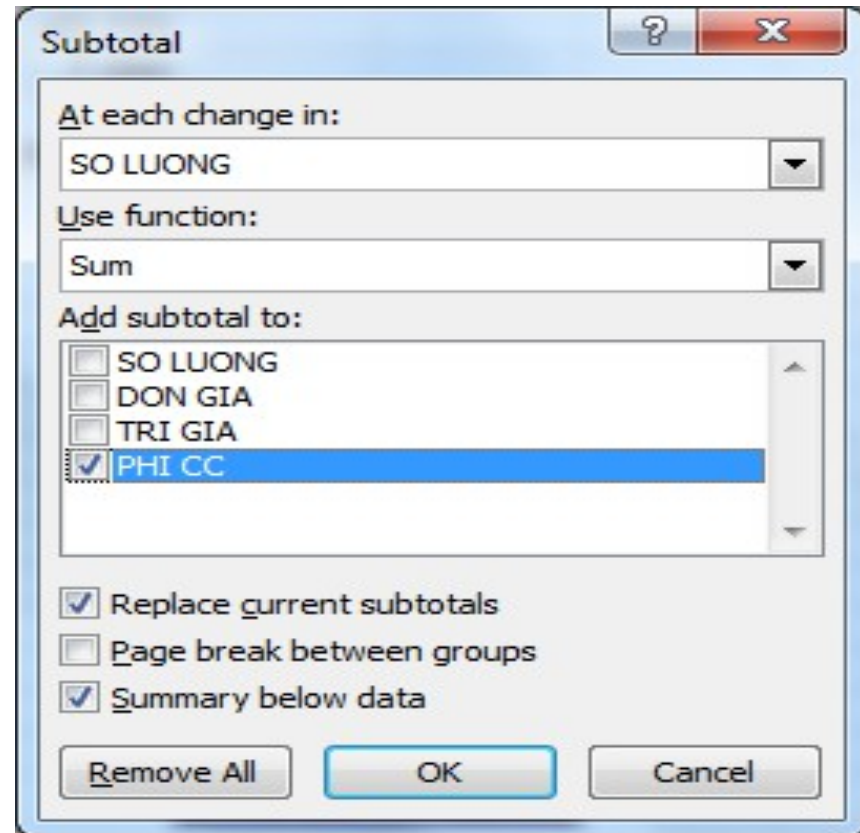 Subtotal
At each change in:
SO LUONG
Use function:
Sum
Add subtotal to:
SO LUONG
DON GIA
TRI GIA
PHI CC
Replace current subtotals
Page break between groups
Summary below data
Remove All OK Cancel